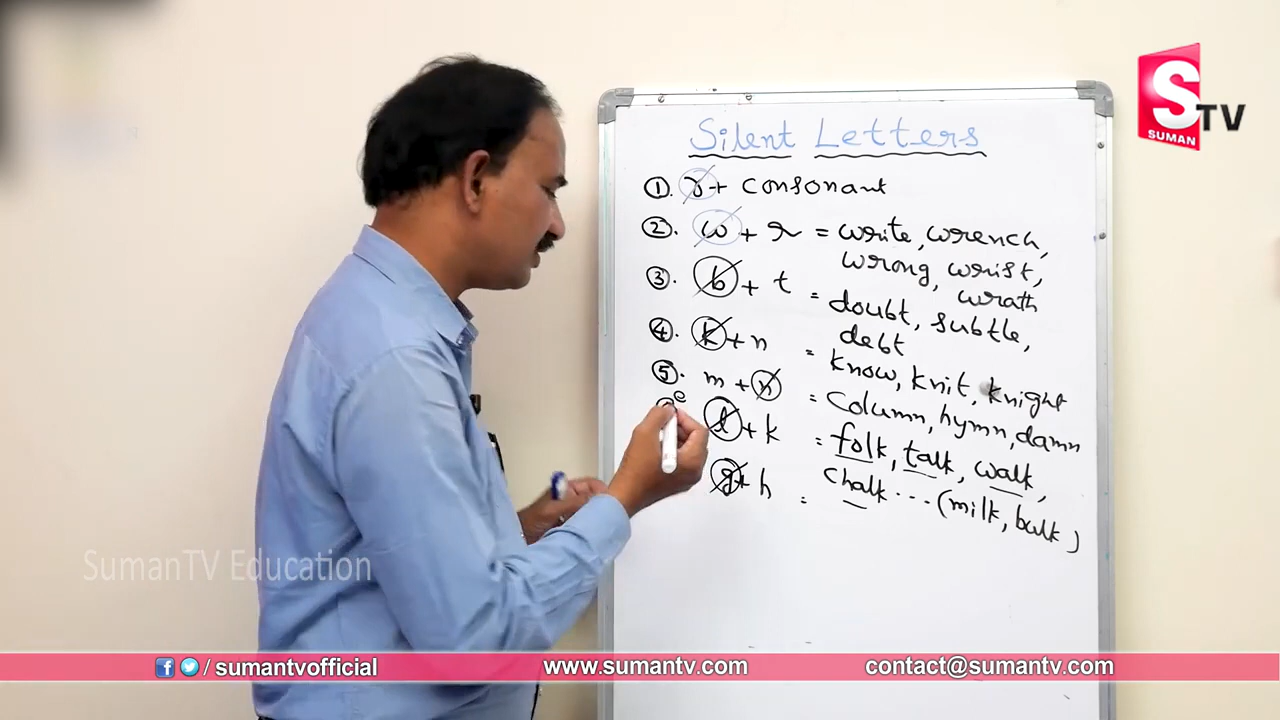 S
SUMAN TV
Silent Letters
①. r + consonant
②. w + r = write, wrench,
wrong, wrist,
wrath
③. b + t = doubt, subtle,
debt
④. k + n = know, knit, knight
⑤. m + n = column, hymn, damn
l + k = folk, talk, walk,
chalk ... (milk, bulk)
g + h =
SumanTV Education
/ sumantvofficial
www.sumantv.com
contact@sumantv.com